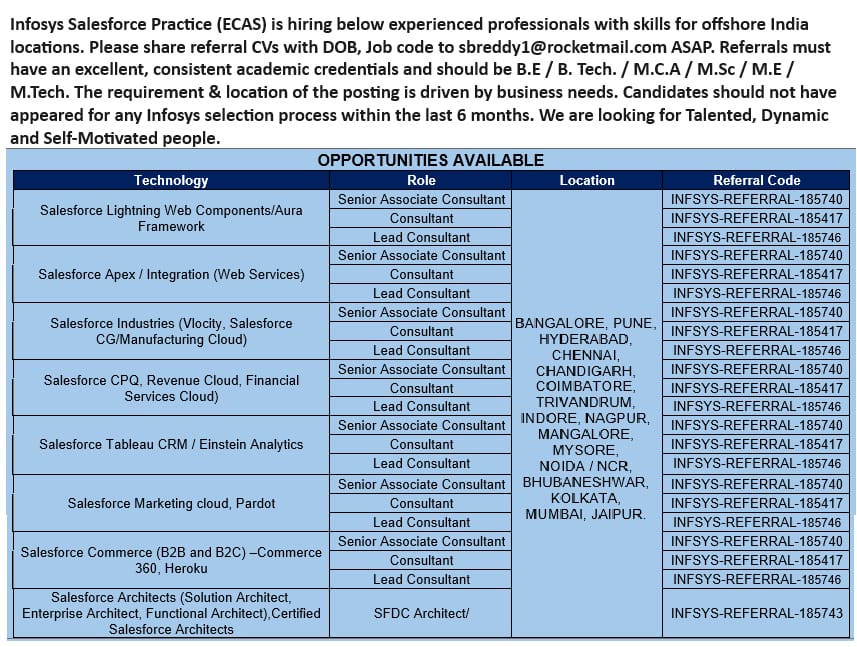 Infosys Salesforce Practice (ECAS) is hiring below experienced professionals with skills for offshore India
locations. Please share referral CVs with DOB, Job code to sbreddy1@rocketmail.com ASAP. Referrals must
have an excellent, consistent academic credentials and should be B.E / B. Tech. / M.C.A / M.Sc / M.E /
M.Tech. The requirement & location of the posting is driven by business needs. Candidates should not have
appeared for any Infosys selection process within the last 6 months. We are looking for Talented, Dynamic
and Self-Motivated people.
OPPORTUNITIES AVAILABLE
Technology Role Location Referral Code
Salesforce Lightning Web Components/Aura
Framework
Senior Associate Consultant INFSYS-REFERRAL-185740
Consultant INFSYS-REFERRAL-185417
Lead Consultant INFSYS-REFERRAL-185746
Salesforce Apex / Integration (Web Services)
Senior Associate Consultant INFSYS-REFERRAL-185740
Consultant INFSYS-REFERRAL-185417
Lead Consultant INFSYS-REFERRAL-185746
Salesforce Industries (Vlocity, Salesforce
CG/Manufacturing Cloud)
Senior Associate Consultant INFSYS-REFERRAL-185740
Consultant INFSYS-REFERRAL-185417
Lead Consultant INFSYS-REFERRAL-185746
Salesforce CPQ, Revenue Cloud, Financial
Services Cloud)
Senior Associate Consultant INFSYS-REFERRAL-185740
Consultant INFSYS-REFERRAL-185417
Lead Consultant INFSYS-REFERRAL-185746
Salesforce Tableau CRM / Einstein Analytics
Senior Associate Consultant INFSYS-REFERRAL-185740
Consultant INFSYS-REFERRAL-185417
Lead Consultant INFSYS-REFERRAL-185746
Salesforce Marketing cloud, Pardot
Senior Associate Consultant INFSYS-REFERRAL-185740
Consultant INFSYS-REFERRAL-185417
Lead Consultant INFSYS-REFERRAL-185746
Salesforce Commerce (B2B and B2C) –Commerce
360, Heroku
Senior Associate Consultant INFSYS-REFERRAL-185740
Consultant INFSYS-REFERRAL-185417
Lead Consultant INFSYS-REFERRAL-185746
Salesforce Architects (Solution Architect,
Enterprise Architect, Functional Architect),Certified
Salesforce Architects
SFDC Architect/ INFSYS-REFERRAL-185743
BANGALORE, PUNE,
HYDERABAD,
CHENNAI,
CHANDIGARH,
COIMBATORE,
TRIVANDRUM,
INDORE, NAGPUR,
MANGALORE,
MYSORE,
NOIDA / NCR,
BHUBANESHWAR,
KOLKATA,
MUMBAI, JAIPUR.